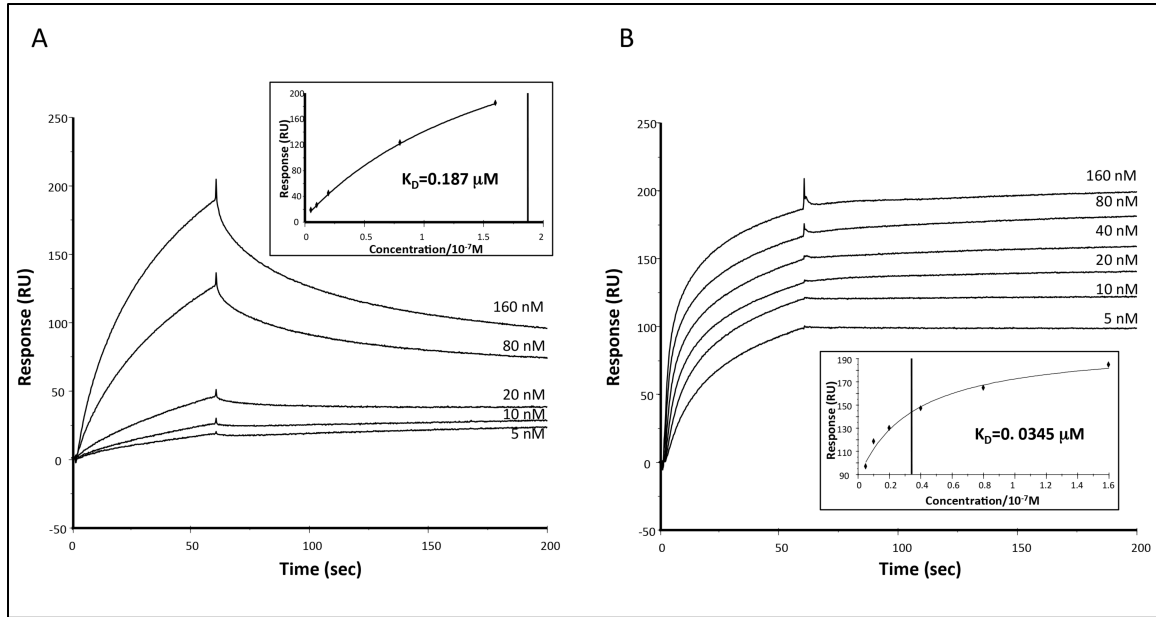 A
250
200
150
100
50
0
-50
Response (RU)
0
50
100
150
200
Time (sec)
160 nM
80 nM
20 nM
10 nM
5 nM
200
160
120
80
40
0
Response (RU)
K_D=0.187 μM
0
0.5
1
1.5
2
Concentration/10⁻⁷M
B
250
200
150
100
50
0
-50
Response (RU)
0
50
100
150
200
Time (sec)
160 nM
80 nM
40 nM
20 nM
10 nM
5 nM
190
170
150
130
110
90
Response (RU)
K_D=0. 0345 μM
0
0.2
0.4
0.6
0.8
1
1.2
1.4
1.6
Concentration/10⁻⁷M